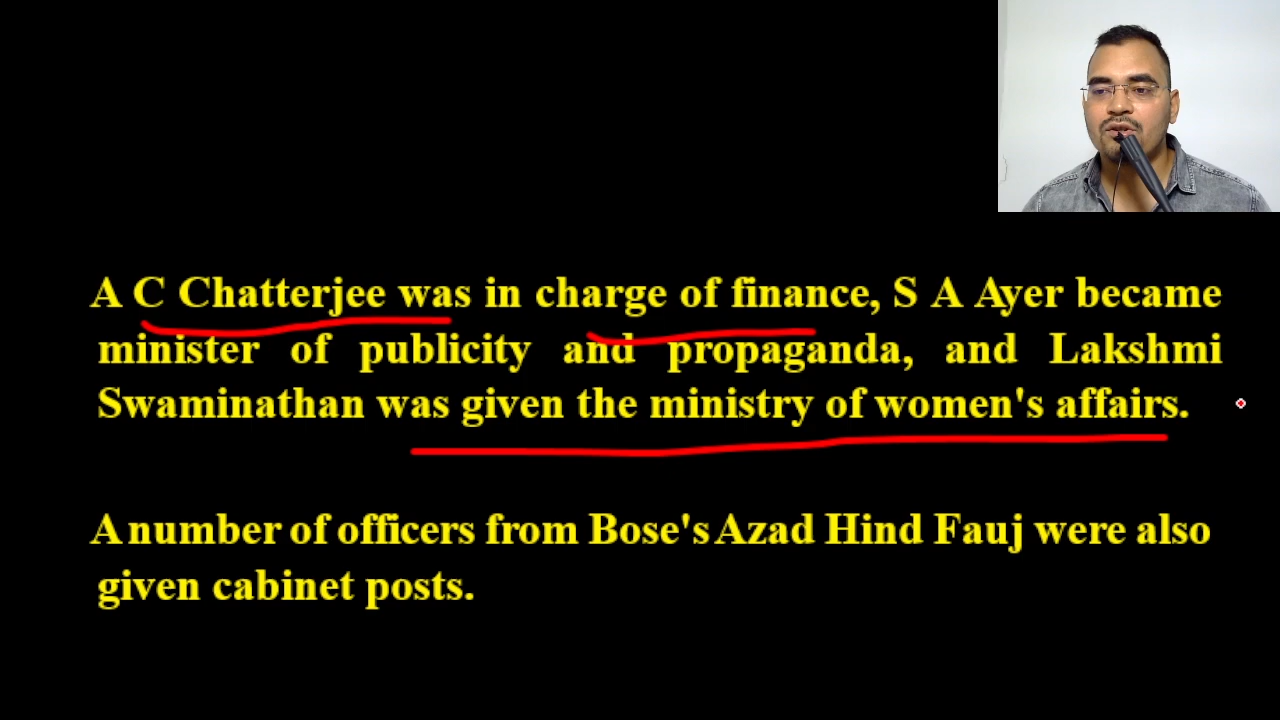 A C Chatterjee was in charge of finance, S A Ayer became
minister of publicity and propaganda, and Lakshmi
Swaminathan was given the ministry of women's affairs.
A number of officers from Bose's Azad Hind Fauj were also
given cabinet posts.